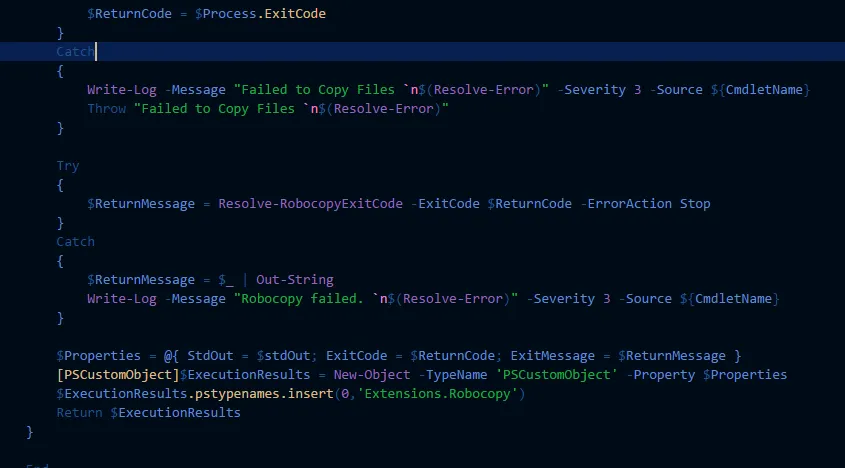 $ReturnCode = $Process.ExitCode
}
Catch
{
Write-Log -Message "Failed to Copy Files `n$(Resolve-Error)" -Severity 3 -Source ${CmdletName}
Throw "Failed to Copy Files `n$(Resolve-Error)"
}
Try
{
$ReturnMessage = Resolve-RobocopyExitCode -ExitCode $ReturnCode -ErrorAction Stop
}
Catch
{
$ReturnMessage = $_ | Out-String
Write-Log -Message "Robocopy failed. `n$(Resolve-Error)" -Severity 3 -Source ${CmdletName}
}
$Properties = @{ StdOut = $stdOut; ExitCode = $ReturnCode; ExitMessage = $ReturnMessage }
[PSCustomObject]$ExecutionResults = New-Object -TypeName 'PSCustomObject' -Property $Properties
$ExecutionResults.pstypenames.insert(0,'Extensions.Robocopy')
Return $ExecutionResults
}
End